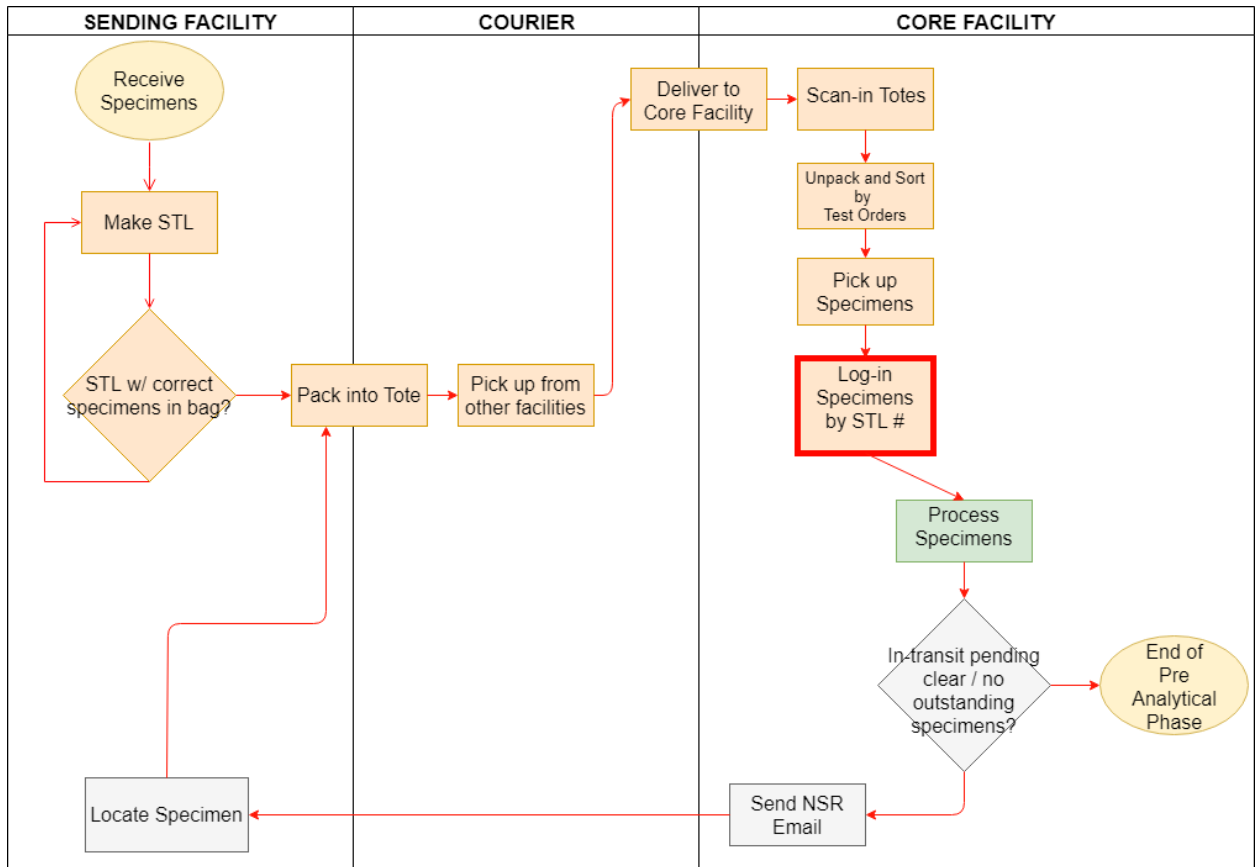 SENDING FACILITY
COURIER
CORE FACILITY
Receive
Specimens
Make STL
STL w/ correct
specimens in bag?
Pack into Tote
Pick up from
other facilities
Deliver to
Core Facility
Scan-in Totes
Unpack and Sort
by
Test Orders
Pick up
Specimens
Log-in
Specimens
by STL #
Process
Specimens
In-transit pending
clear / no
outstanding
specimens?
End of
Pre
Analytical
Phase
Send NSR
Email
Locate Specimen